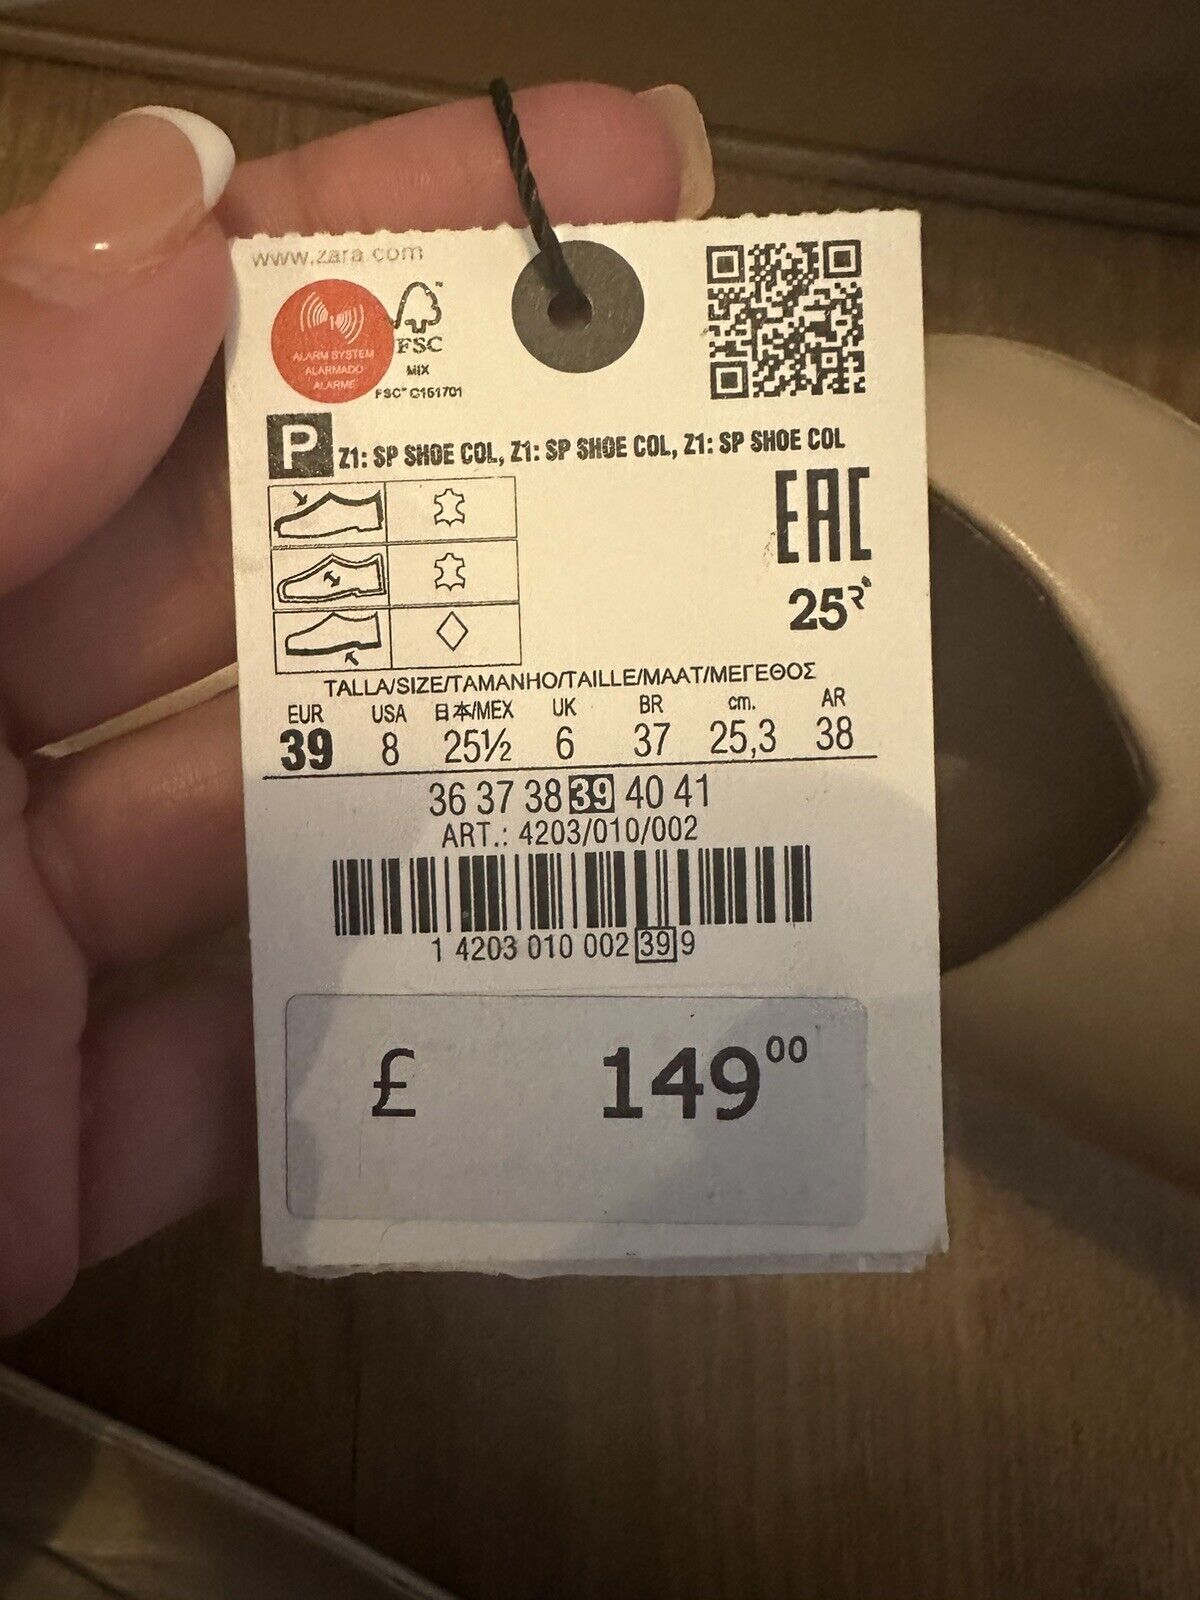 www.zara.com
ALARM SYSTEM
ALARMADO
ALARME
FSC
MIX
FSC® C151701
P Z1: SP SHOE COL, Z1: SP SHOE COL, Z1: SP SHOE COL
EAC
25
TALLA/SIZE/TAMANHO/TAILLE/MAAT/ΜΕΓΕΘΟΣ
EUR USA 日本/MEX UK BR cm. AR
39 8 25½ 6 37 25,3 38
36 37 38 39 40 41
ART.: 4203/010/002
1 4203 010 002 39 9
£ 149 00